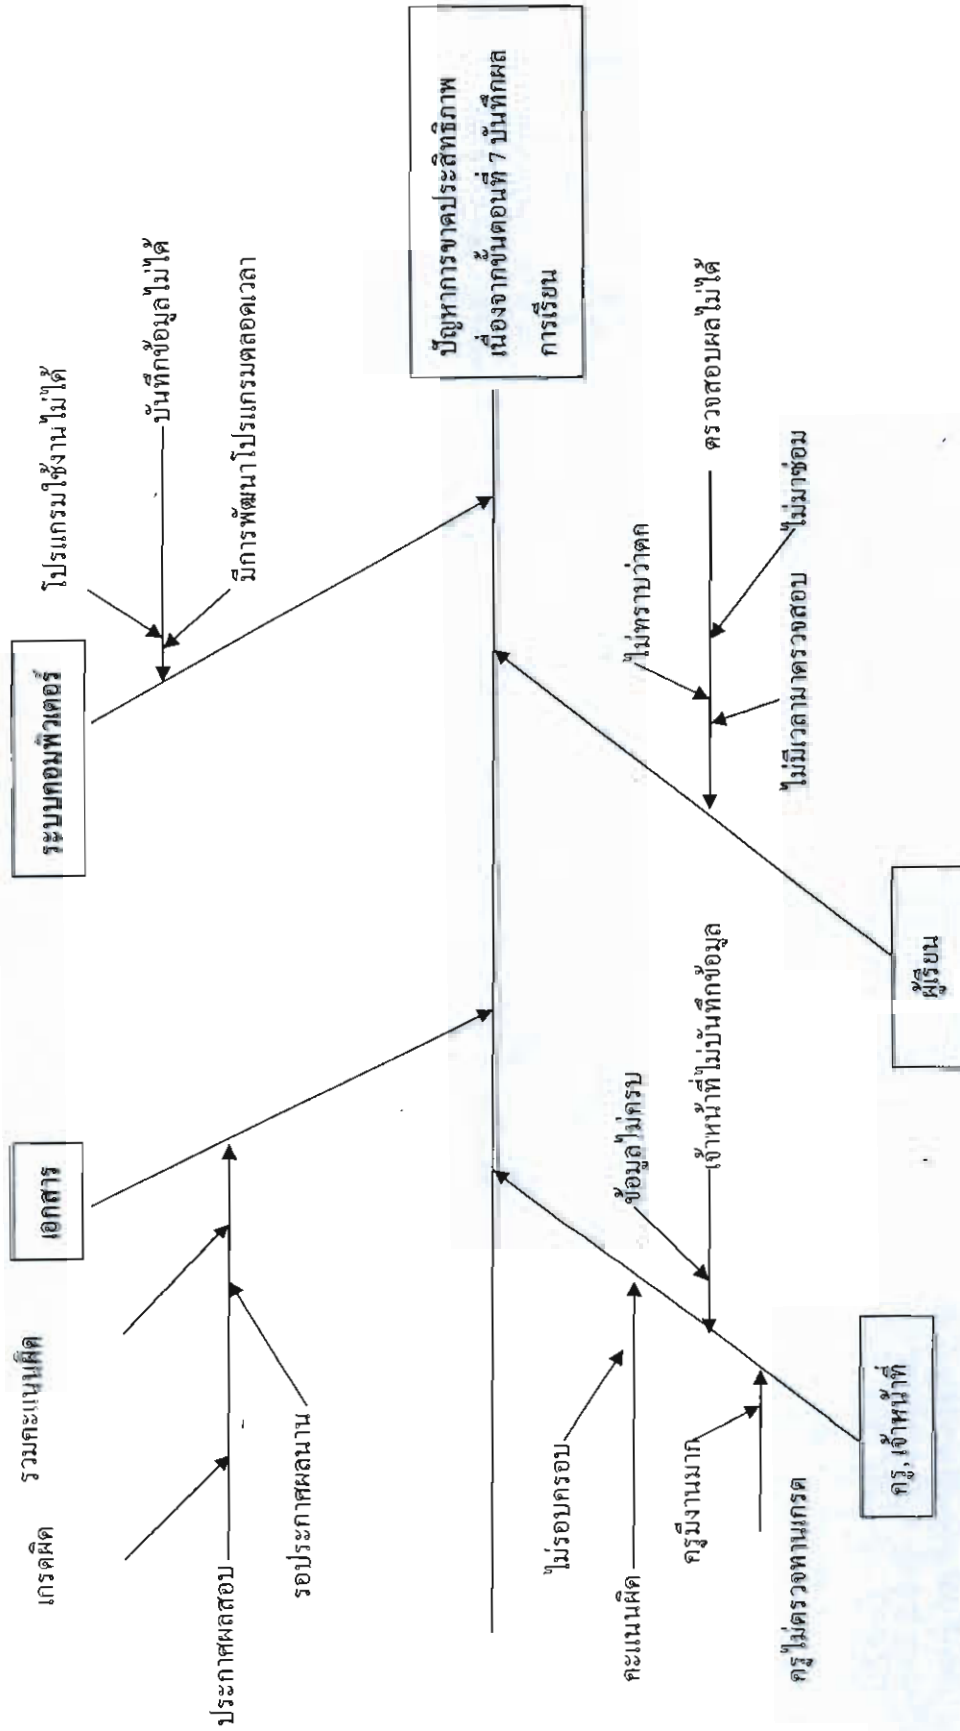 เอกสาร
ระบบคอมพิวเตอร์
รวมคะแนนผิด
เกรดผิด
ประกาศผลสอบ
รอประกาศผลนาน
โปรแกรมใช้งานไม่ได้
บันทึกข้อมูลไม่ได้
มีการพัฒนาโปรแกรมตลอดเวลา
ปัญหาการขาดประสิทธิภาพ
เนื่องจากขั้นตอนที่ 7 บันทึกผล
การเรียน
ไม่รอบครอบ
คะแนนผิด
ข้อมูลไม่ครบ
เจ้าหน้าที่ไม่บันทึกข้อมูล
ครูมีงานมาก
ครูไม่ตรวจทานเกรด
ไม่ทราบว่าตก
ตรวจสอบผลไม่ได้
ไม่มีเวลามาตรวจสอบ
ไม่มาซ่อม
ครู, เจ้าหน้าที่
ผู้เรียน